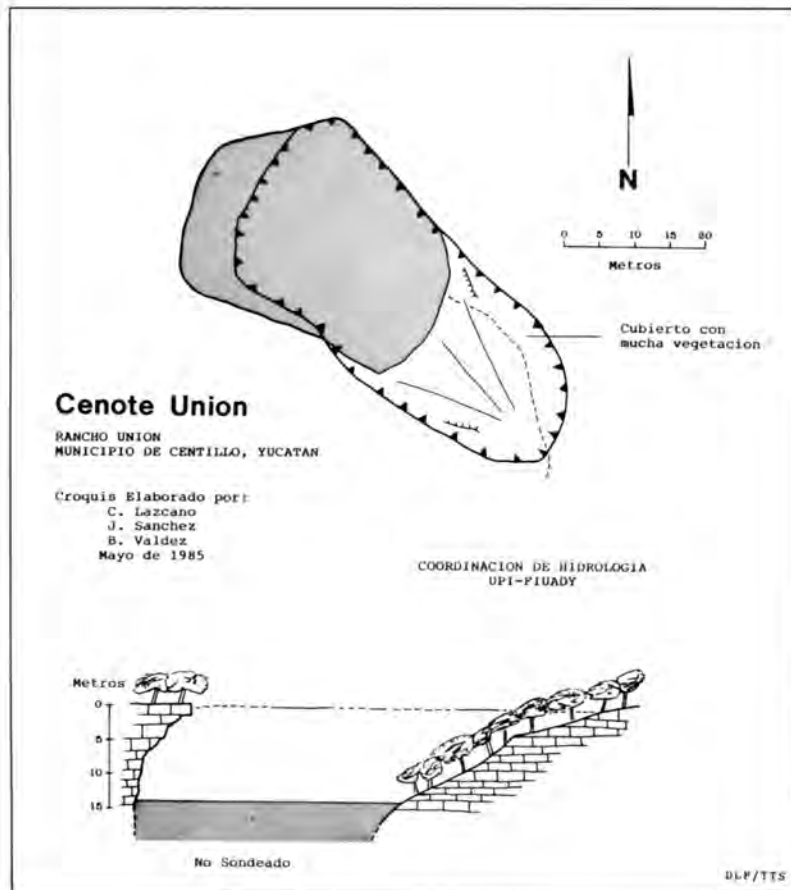 N
0 5 10 15 20
Metros
Cubierto con
mucha vegetacion
Cenote Union
RANCHO UNION
MUNICIPIO DE CENTILLO, YUCATAN
Croquis Elaborado por:
C. Lazcano
J. Sanchez
B. Valdez
Mayo de 1985
COORDINACION DE HIDROLOGIA
UPI-FIUADY
Metros
0
5
10
15
No Sondeado
DLF/TTS